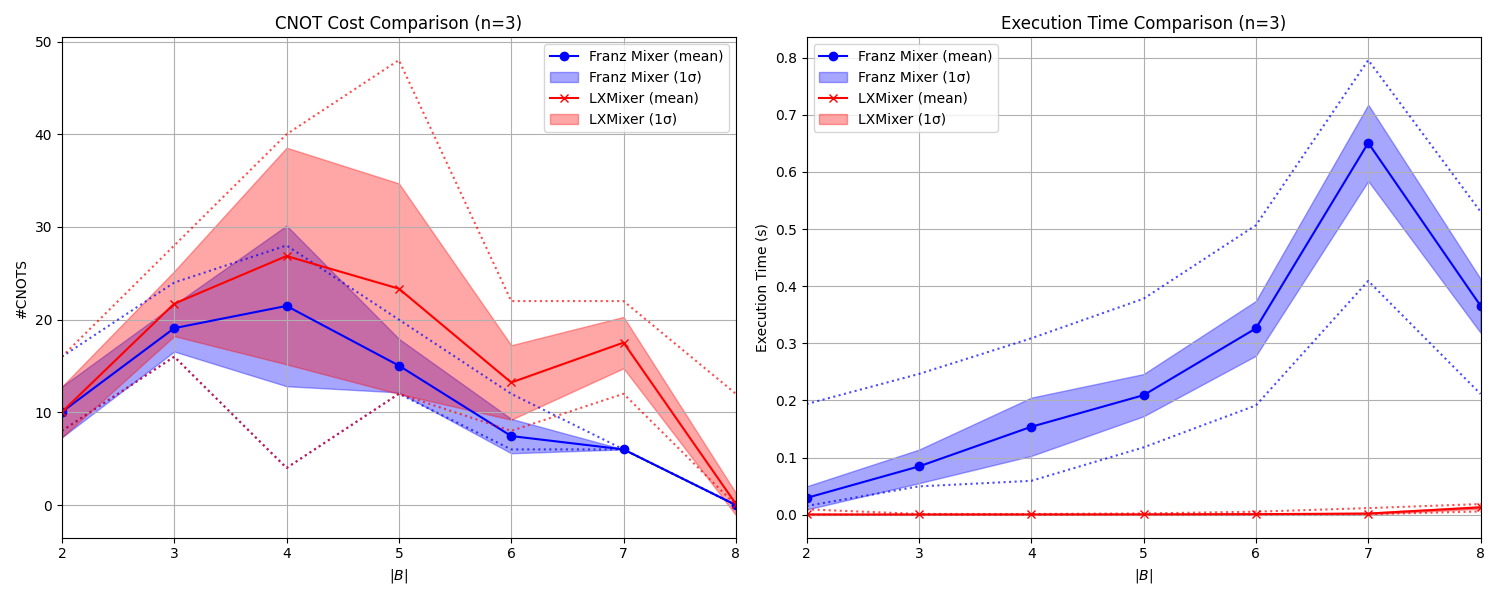 CNOT Cost Comparison (n=3)
50
40
30
20
10
0
#CNOTS
2 3 4 5 6 7 8
|B|
Franz Mixer (mean)
Franz Mixer (1σ)
LXMixer (mean)
LXMixer (1σ)
Execution Time Comparison (n=3)
0.8
0.7
0.6
0.5
0.4
0.3
0.2
0.1
0.0
Execution Time (s)
2 3 4 5 6 7 8
|B|
Franz Mixer (mean)
Franz Mixer (1σ)
LXMixer (mean)
LXMixer (1σ)